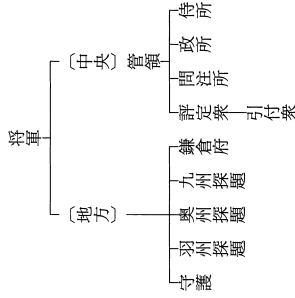 将軍
〔中央〕
管領
侍所
政所
問注所
評定衆
引付衆
〔地方〕
鎌倉府
九州探題
奥州探題
羽州探題
守護